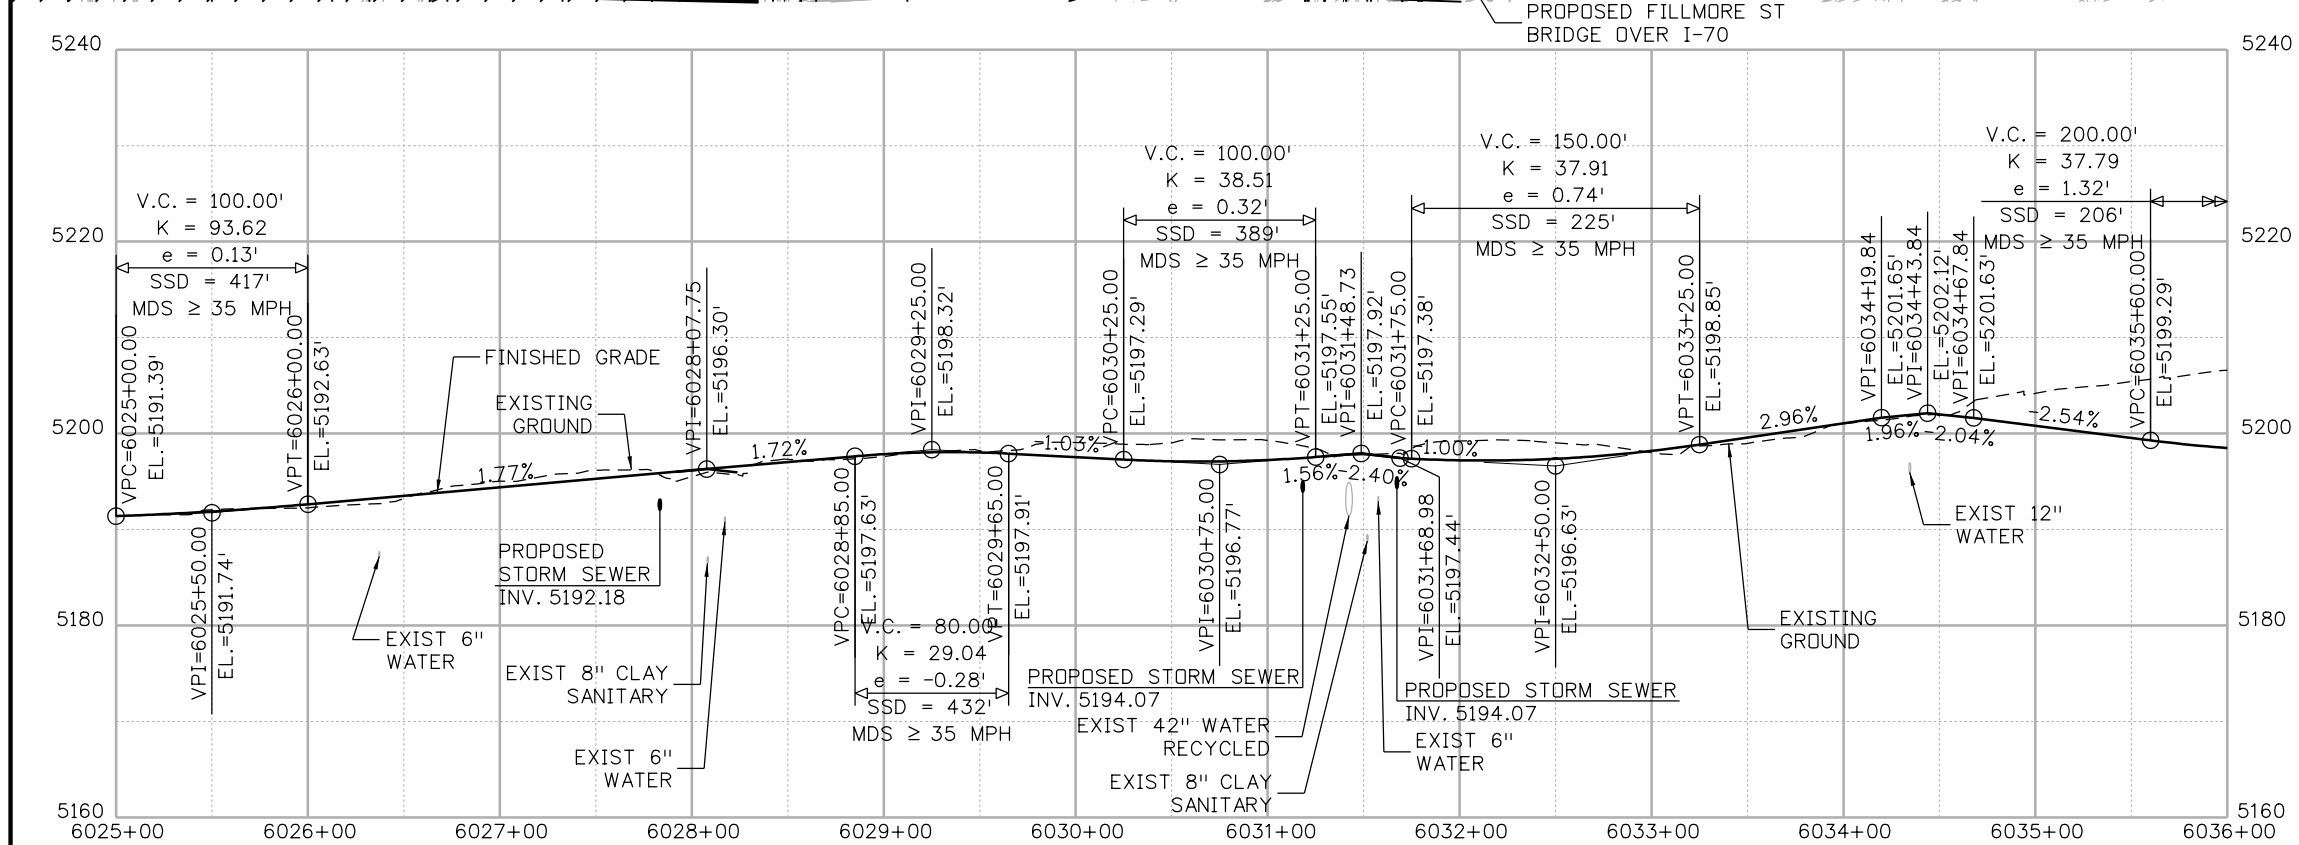 PROPOSED FILLMORE ST
BRIDGE OVER I-70
5240
5240
V.C. = 100.00'
K = 93.62
e = 0.13'
SSD = 417'
MDS ≥ 35 MPH
V.C. = 100.00'
K = 38.51
e = 0.32'
SSD = 389'
MDS ≥ 35 MPH
V.C. = 150.00'
K = 37.91
e = 0.74'
SSD = 225'
MDS ≥ 35 MPH
V.C. = 200.00'
K = 37.79
e = 1.32'
SSD = 206'
MDS ≥ 35 MPH
5220
5220
VPC=6025+00.00
EL.=5191.39'
VPT=6026+00.00
EL.=5192.63'
VPI=6028+07.75
EL.=5196.30'
VPI=6029+25.00
EL.=5198.32'
VPC=6030+25.00
EL.=5197.29'
VPT=6031+25.00
EL.=5197.55'
VPI=6031+48.73
EL.=5197.92'
VPC=6031+75.00
EL.=5197.38'
VPT=6033+25.00
EL.=5198.85'
VPI=6034+19.84
EL.=5201.65'
VPI=6034+43.84
EL.=5202.12'
VPI=6034+67.84
EL.=5201.63'
VPC=6035+60.00
EL.=5199.29'
FINISHED GRADE
EXISTING
GROUND
5200
5200
1.77%
1.72%
-1.03%
1.56%
-2.40%
-1.00%
2.96%
1.96%
-2.04%
-2.54%
VPI=6025+50.00
EL.=5191.74'
VPC=6028+85.00
EL.=5197.63'
VPT=6029+65.00
EL.=5197.91'
VPI=6030+75.00
EL.=5196.77'
VPI=6031+68.98
EL.=5197.44'
VPI=6032+50.00
EL.=5196.63'
PROPOSED
STORM SEWER
INV. 5192.18
EXIST 12"
WATER
EXISTING
GROUND
5180
5180
EXIST 6"
WATER
EXIST 8" CLAY
SANITARY
EXIST 6"
WATER
V.C. = 80.00'
K = 29.04
e = -0.28'
SSD = 432'
MDS ≥ 35 MPH
PROPOSED STORM SEWER
INV. 5194.07
EXIST 42" WATER
RECYCLED
EXIST 8" CLAY
SANITARY
PROPOSED STORM SEWER
INV. 5194.07
EXIST 6"
WATER
5160
5160
6025+00 6026+00 6027+00 6028+00 6029+00 6030+00 6031+00 6032+00 6033+00 6034+00 6035+00 6036+00